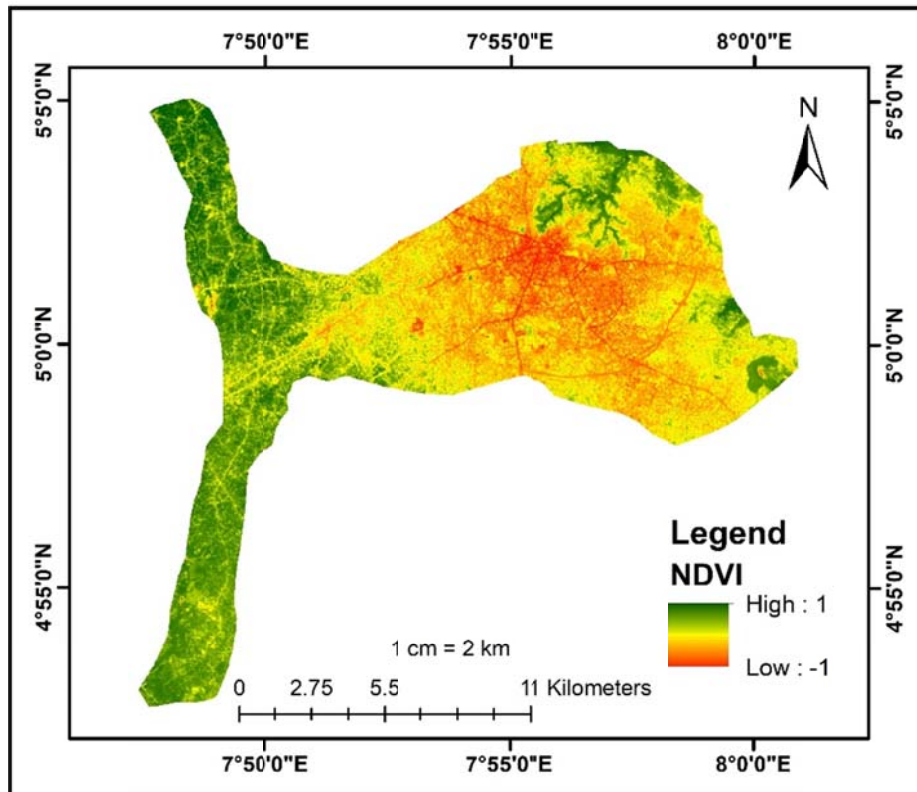 7°50'0"E 7°55'0"E 8°0'0"E
5°5'0"N 5°5'0"N
N
5°0'0"N 5°0'0"N
4°55'0"N 4°55'0"N
Legend
NDVI
High : 1
Low : -1
1 cm = 2 km
0 2.75 5.5 11 Kilometers
7°50'0"E 7°55'0"E 8°0'0"E